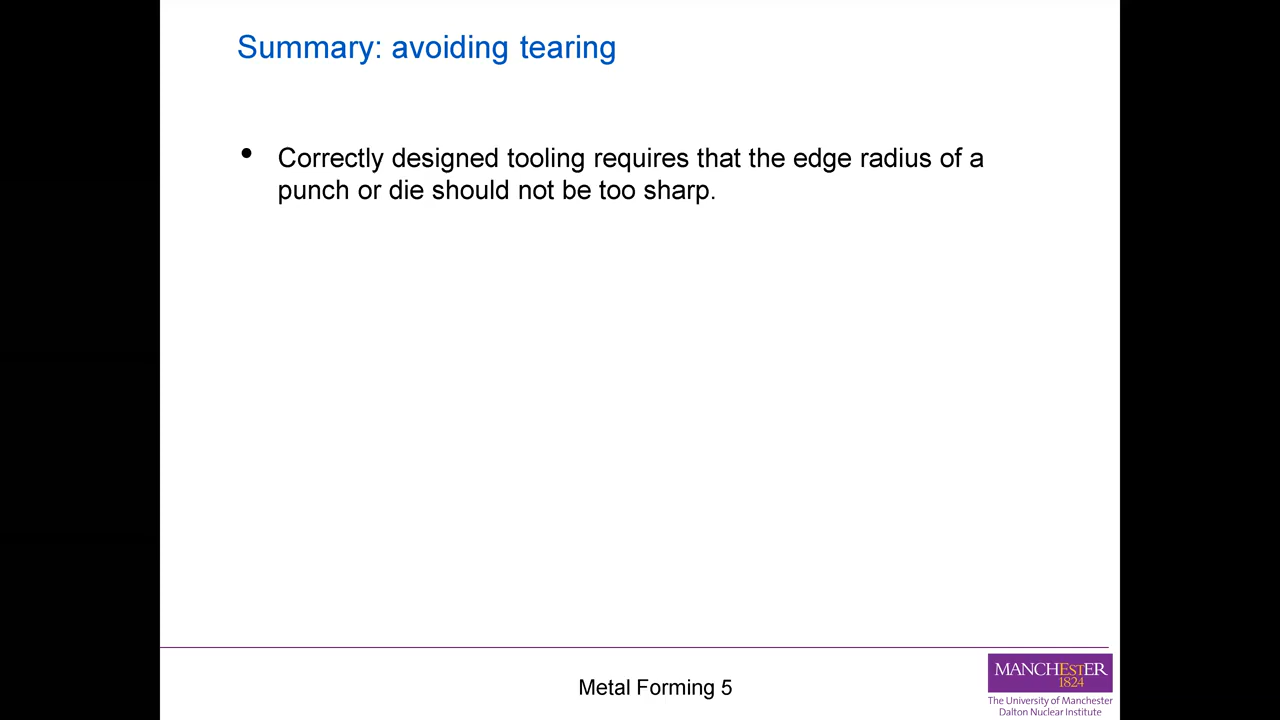 Summary: avoiding tearing
• Correctly designed tooling requires that the edge radius of a
punch or die should not be too sharp.
Metal Forming 5
MANCHESTER
1824
The University of Manchester
Dalton Nuclear Institute